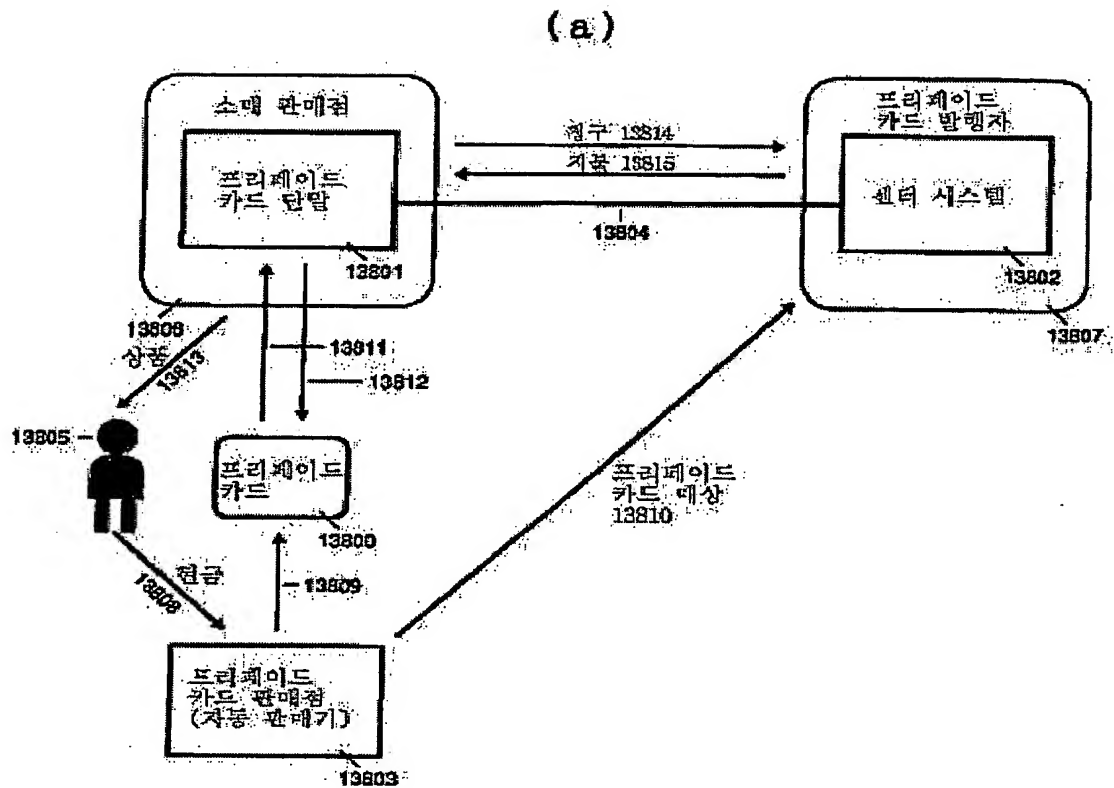 (a)
소매 판매점
프리페이드
카드 단말
13801
청구 13814
지불 13815
13804
프리페이드
카드 발행자
센터 시스템
13802
13807
13806
상품
13813
13811
13812
13805
프리페이드
카드
13800
현금
13808
13809
프리페이드
카드 대상
13810
프리페이드
카드 판매점
(자동 판매기)
13803